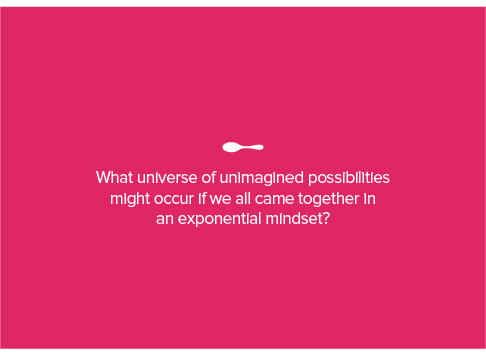 What universe of unimagined possibilities
might occur if we all came together in
an exponential mindset?